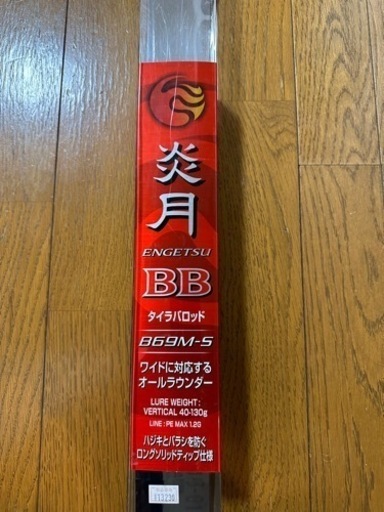 炎月
ENGETSU
BB
タイラバロッド
B69M-S
ワイドに対応する
オールラウンダー
LURE WEIGHT :
VERTICAL 40-130g
LINE : PE MAX 1.2G
ハジキとバラシを防ぐ
ロングソリッドティップ仕様